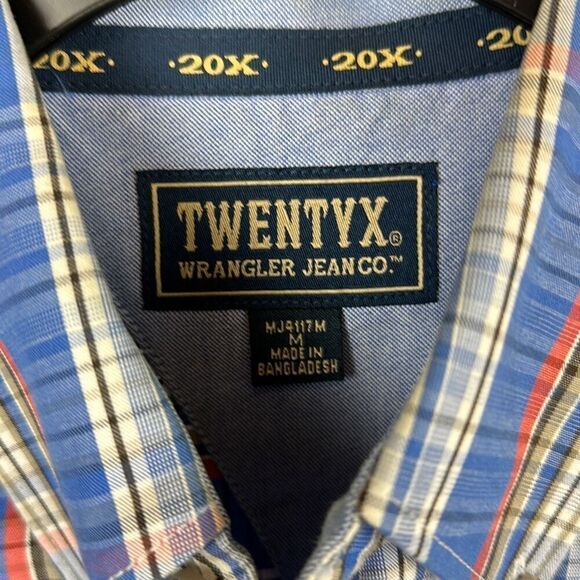 20X · · 20X · · 20X · · 20
TWENTYX®
WRANGLER JEAN CO.™
MJ4117M
M
MADE IN
BANGLADESH